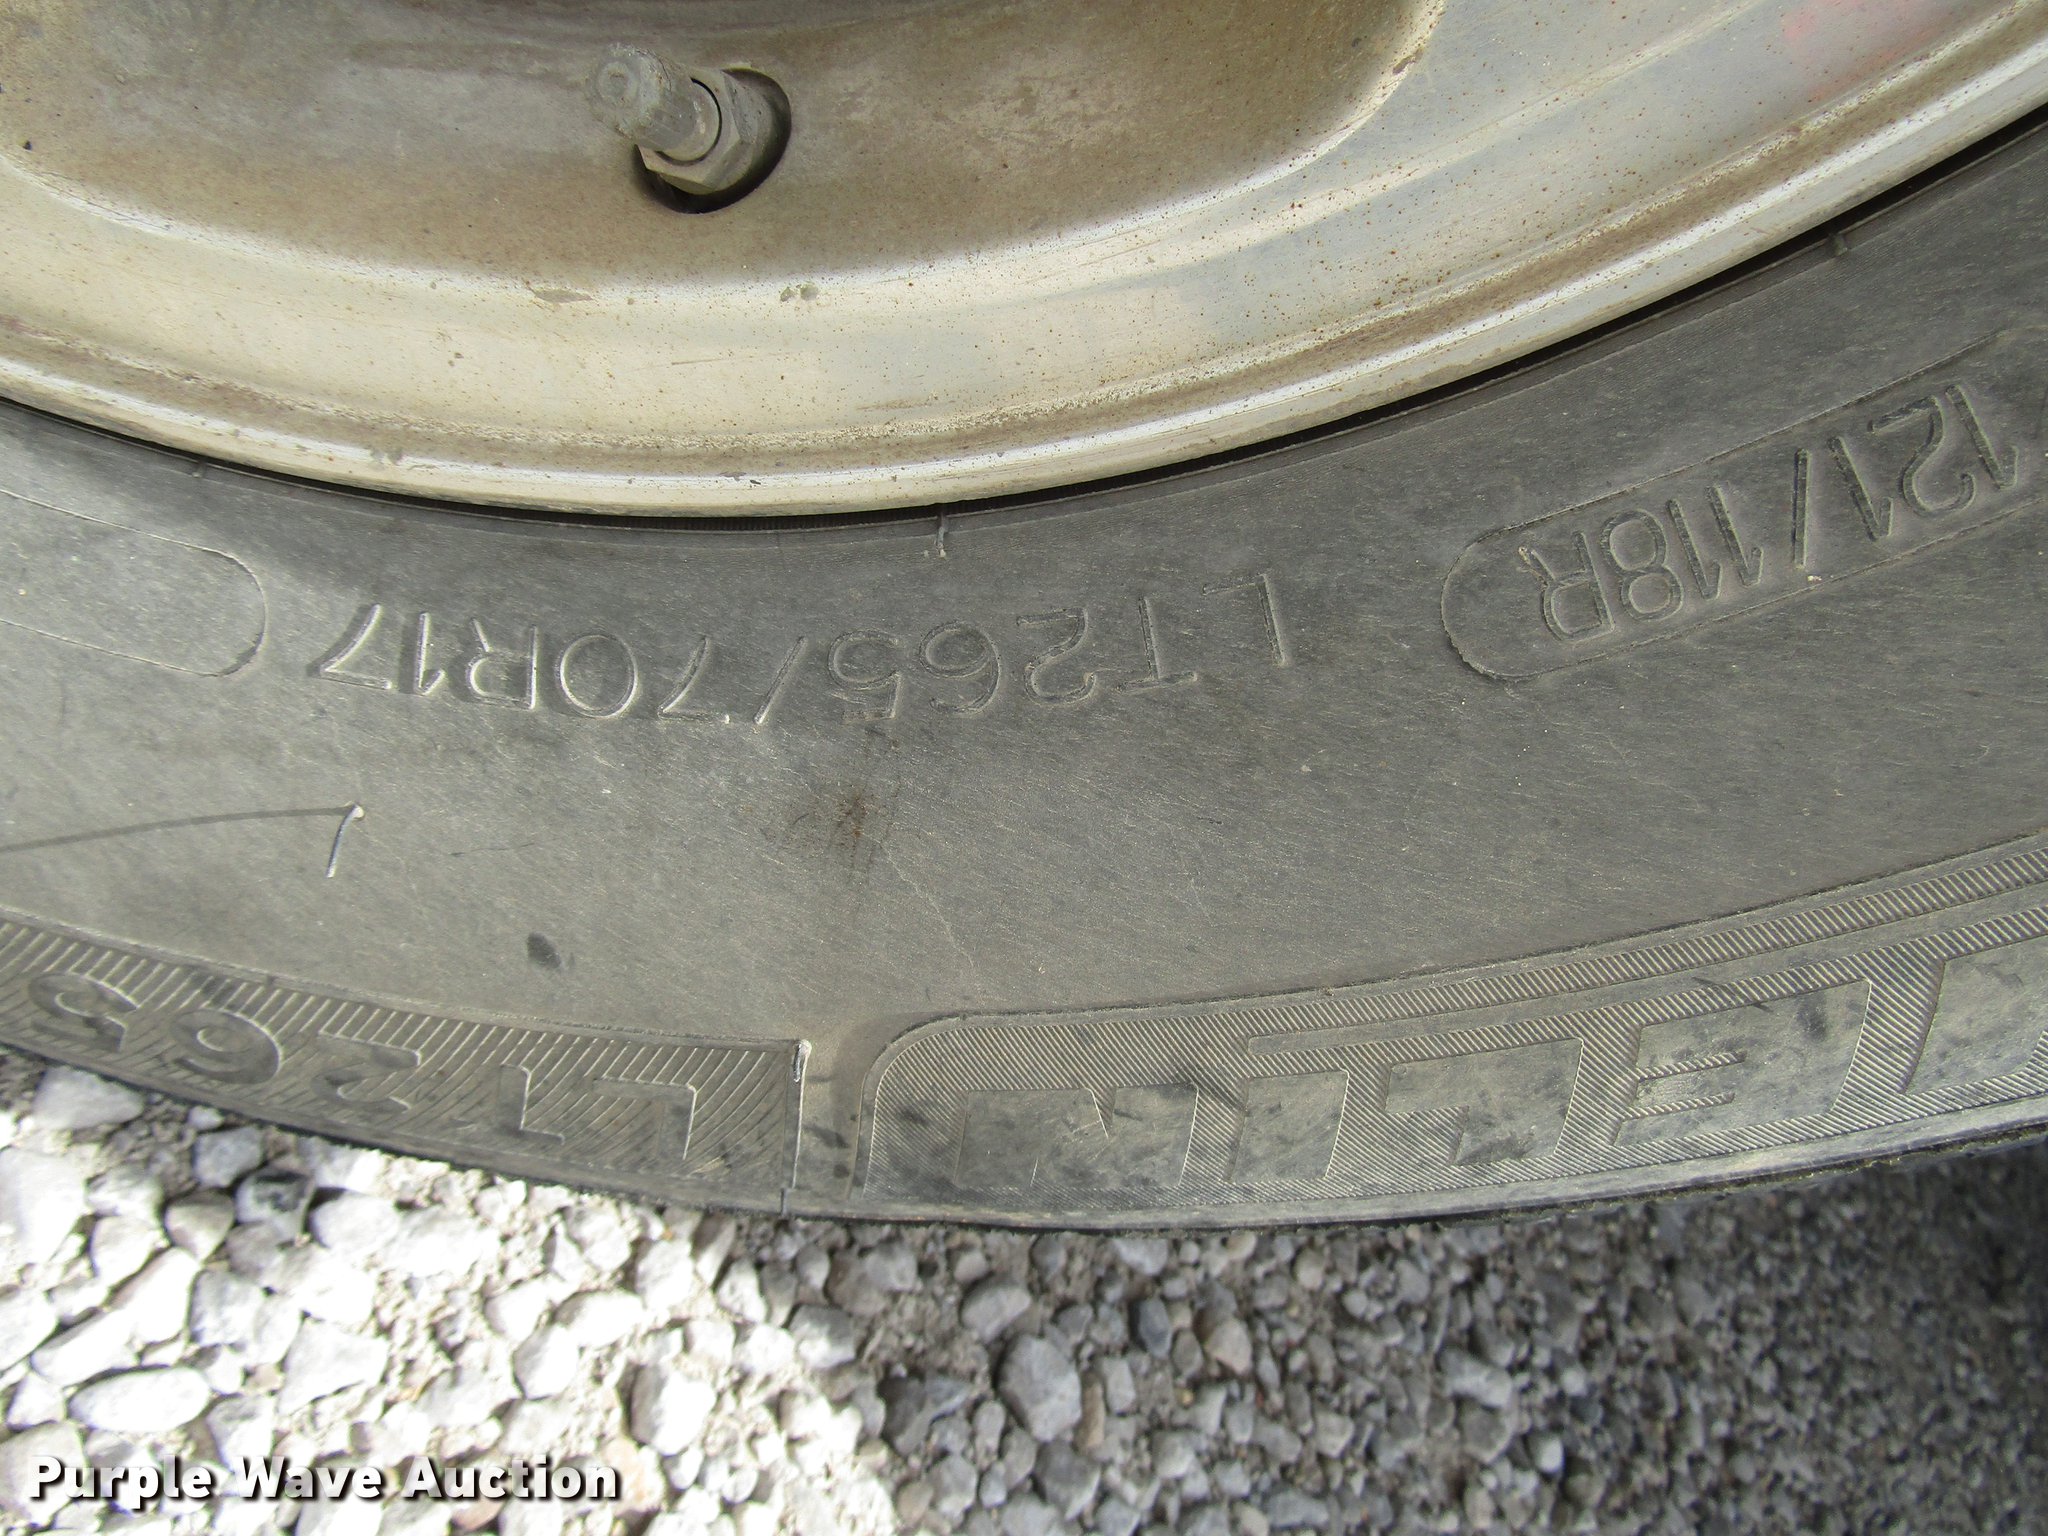 121/118R
LT265/70R17
LT265
Purple Wave Auction